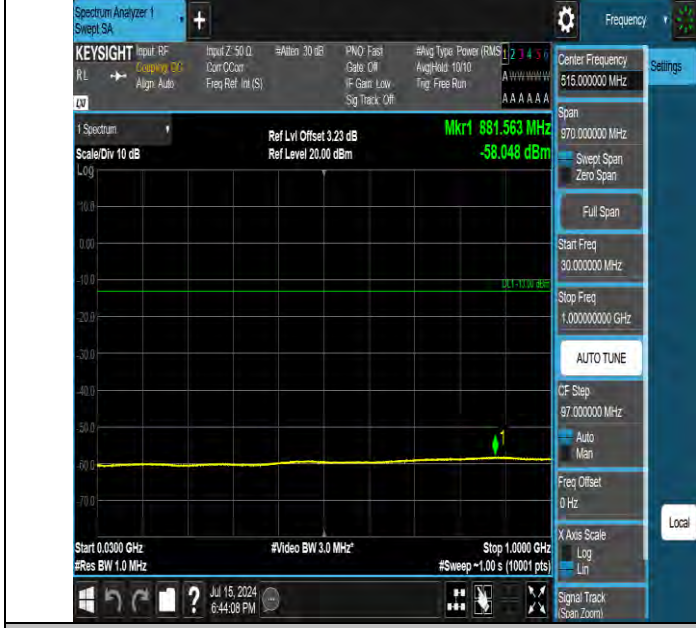 Spectrum Analyzer 1
Swept SA
+
Frequency
KEYSIGHT Input: RF
Coupling: DC
Align: Auto
RL
LXI
Input Z: 50 Ω
Corr CCorr
Freq Ref: Int (S)
#Atten: 30 dB
PNO: Fast
Gate: Off
IF Gain: Low
Sig Track: Off
#Avg Type: Power (RMS
Avg|Hold: 10/10
Trig: Free Run
1 2 3 4 5 6
A W W W W W
A A A A A A
1 Spectrum
Scale/Div 10 dB
Log
Ref Lvl Offset 3.23 dB
Ref Level 20.00 dBm
Mkr1 881.563 MHz
-58.048 dBm
10.0
0.00
-10.0
-20.0
-30.0
-40.0
-50.0
-60.0
-70.0
DL1 -13.00 dBm
1
Start 0.0300 GHz
#Res BW 1.0 MHz
#Video BW 3.0 MHz*
Stop 1.0000 GHz
#Sweep ~1.00 s (10001 pts)
?
Jul 15, 2024
6:44:08 PM
Center Frequency
515.000000 MHz
Span
970.000000 MHz
Swept Span
Zero Span
Full Span
Start Freq
30.000000 MHz
Stop Freq
1.000000000 GHz
AUTO TUNE
CF Step
97.000000 MHz
Auto
Man
Freq Offset
0 Hz
X Axis Scale
Log
Lin
Signal Track
(Span Zoom)
Settings
Local